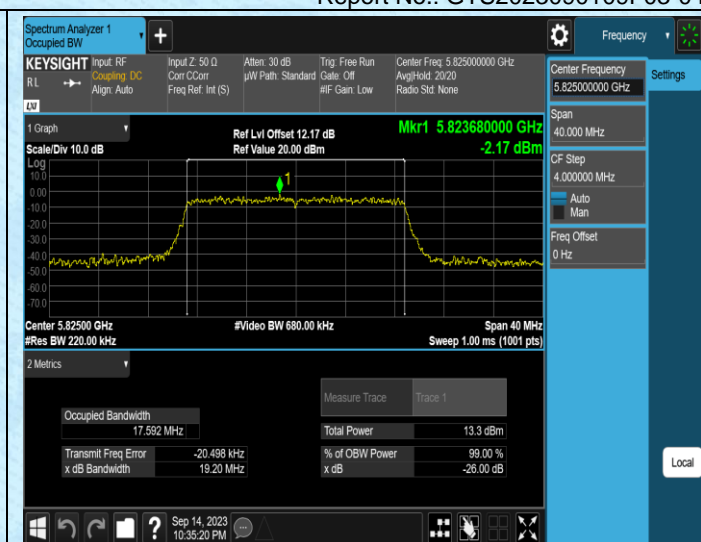 Spectrum Analyzer 1
Occupied BW
Frequency
KEYSIGHT
RL
LXI
Input: RF
Coupling: DC
Align: Auto
Input Z: 50 Ω
Corr CCorr
Freq Ref: Int (S)
Atten: 30 dB
µW Path: Standard
Trig: Free Run
Gate: Off
#IF Gain: Low
Center Freq: 5.825000000 GHz
Avg|Hold: 20/20
Radio Std: None
1 Graph
Scale/Div 10.0 dB
Ref Lvl Offset 12.17 dB
Ref Value 20.00 dBm
Mkr1 5.823680000 GHz
-2.17 dBm
Log
10.0
0.00
-10.0
-20.0
-30.0
-40.0
-50.0
-60.0
-70.0
1
Center 5.82500 GHz
#Res BW 220.00 kHz
#Video BW 680.00 kHz
Span 40 MHz
Sweep 1.00 ms (1001 pts)
2 Metrics
Measure Trace Trace 1
Occupied Bandwidth
17.592 MHz
Total Power 13.3 dBm
Transmit Freq Error -20.498 kHz
% of OBW Power 99.00 %
x dB Bandwidth 19.20 MHz
x dB -26.00 dB
Center Frequency
5.825000000 GHz
Settings
Span
40.000 MHz
CF Step
4.000000 MHz
Auto
Man
Freq Offset
0 Hz
Local
?
Sep 14, 2023
10:35:20 PM